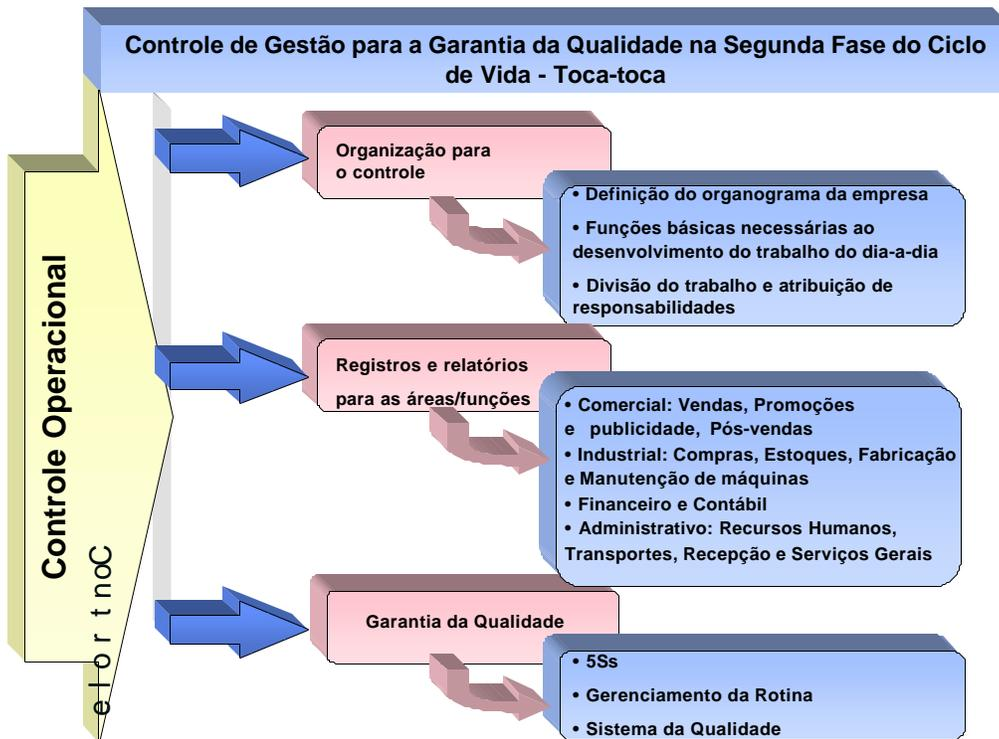 Controle de Gestão para a Garantia da Qualidade na Segunda Fase do Ciclo
de Vida - Toca-toca
Controle Operacional
Controle
Organização para
o controle
• Definição do organograma da empresa
• Funções básicas necessárias ao
desenvolvimento do trabalho do dia-a-dia
• Divisão do trabalho e atribuição de
responsabilidades
Registros e relatórios
para as áreas/funções
• Comercial: Vendas, Promoções
e publicidade, Pós-vendas
• Industrial: Compras, Estoques, Fabricação
e Manutenção de máquinas
• Financeiro e Contábil
• Administrativo: Recursos Humanos,
Transportes, Recepção e Serviços Gerais
Garantia da Qualidade
• 5Ss
• Gerenciamento da Rotina
• Sistema da Qualidade